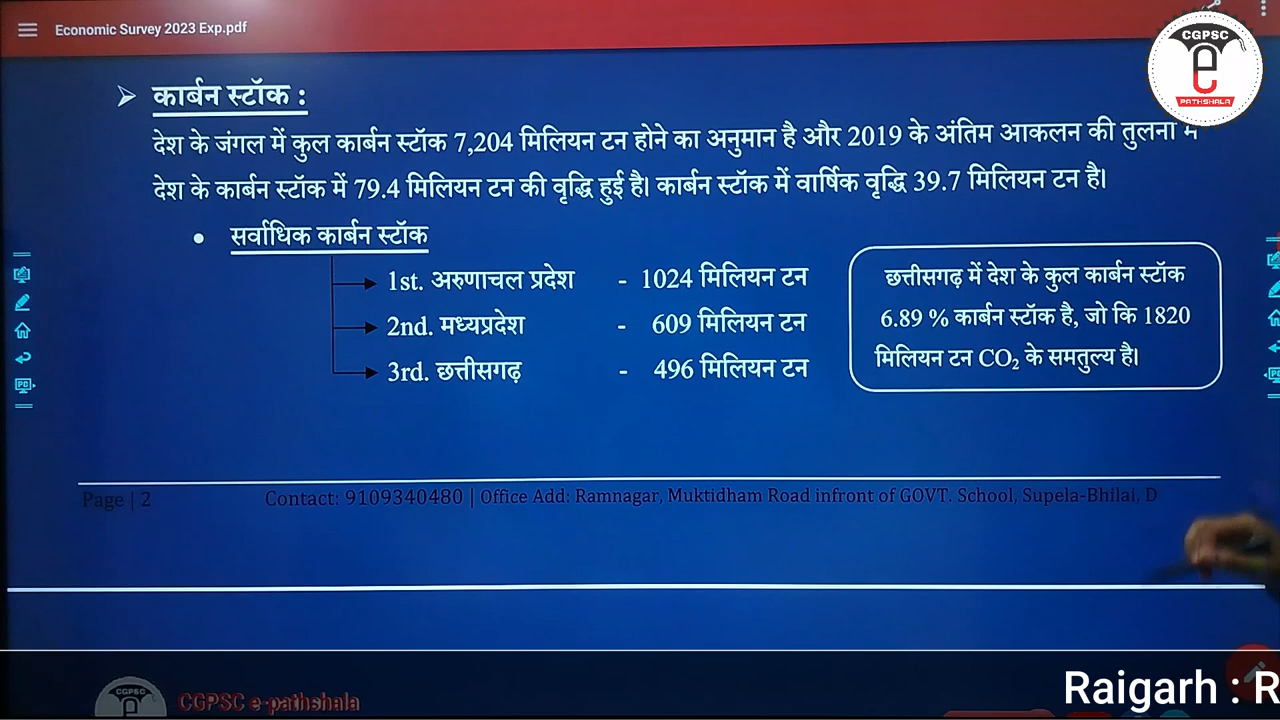 Economic Survey 2023 Exp.pdf
CGPSC
e
PATHSHALA
➢ कार्बन स्टॉक :
देश के जंगल में कुल कार्बन स्टॉक 7,204 मिलियन टन होने का अनुमान है और 2019 के अंतिम आकलन की तुलना में
देश के कार्बन स्टॉक में 79.4 मिलियन टन की वृद्धि हुई है। कार्बन स्टॉक में वार्षिक वृद्धि 39.7 मिलियन टन है।
• सर्वाधिक कार्बन स्टॉक
1st. अरुणाचल प्रदेश - 1024 मिलियन टन
2nd. मध्यप्रदेश - 609 मिलियन टन
3rd. छत्तीसगढ़ - 496 मिलियन टन
छत्तीसगढ़ में देश के कुल कार्बन स्टॉक
6.89 % कार्बन स्टॉक है, जो कि 1820
मिलियन टन CO₂ के समतुल्य है।
PC
PC
Page | 2 Contact: 9109340480 | Office Add: Ramnagar, Muktidham Road infront of GOVT. School, Supela-Bhilai, D
CGPSC
CGPSC e-pathshala
Raigarh : R